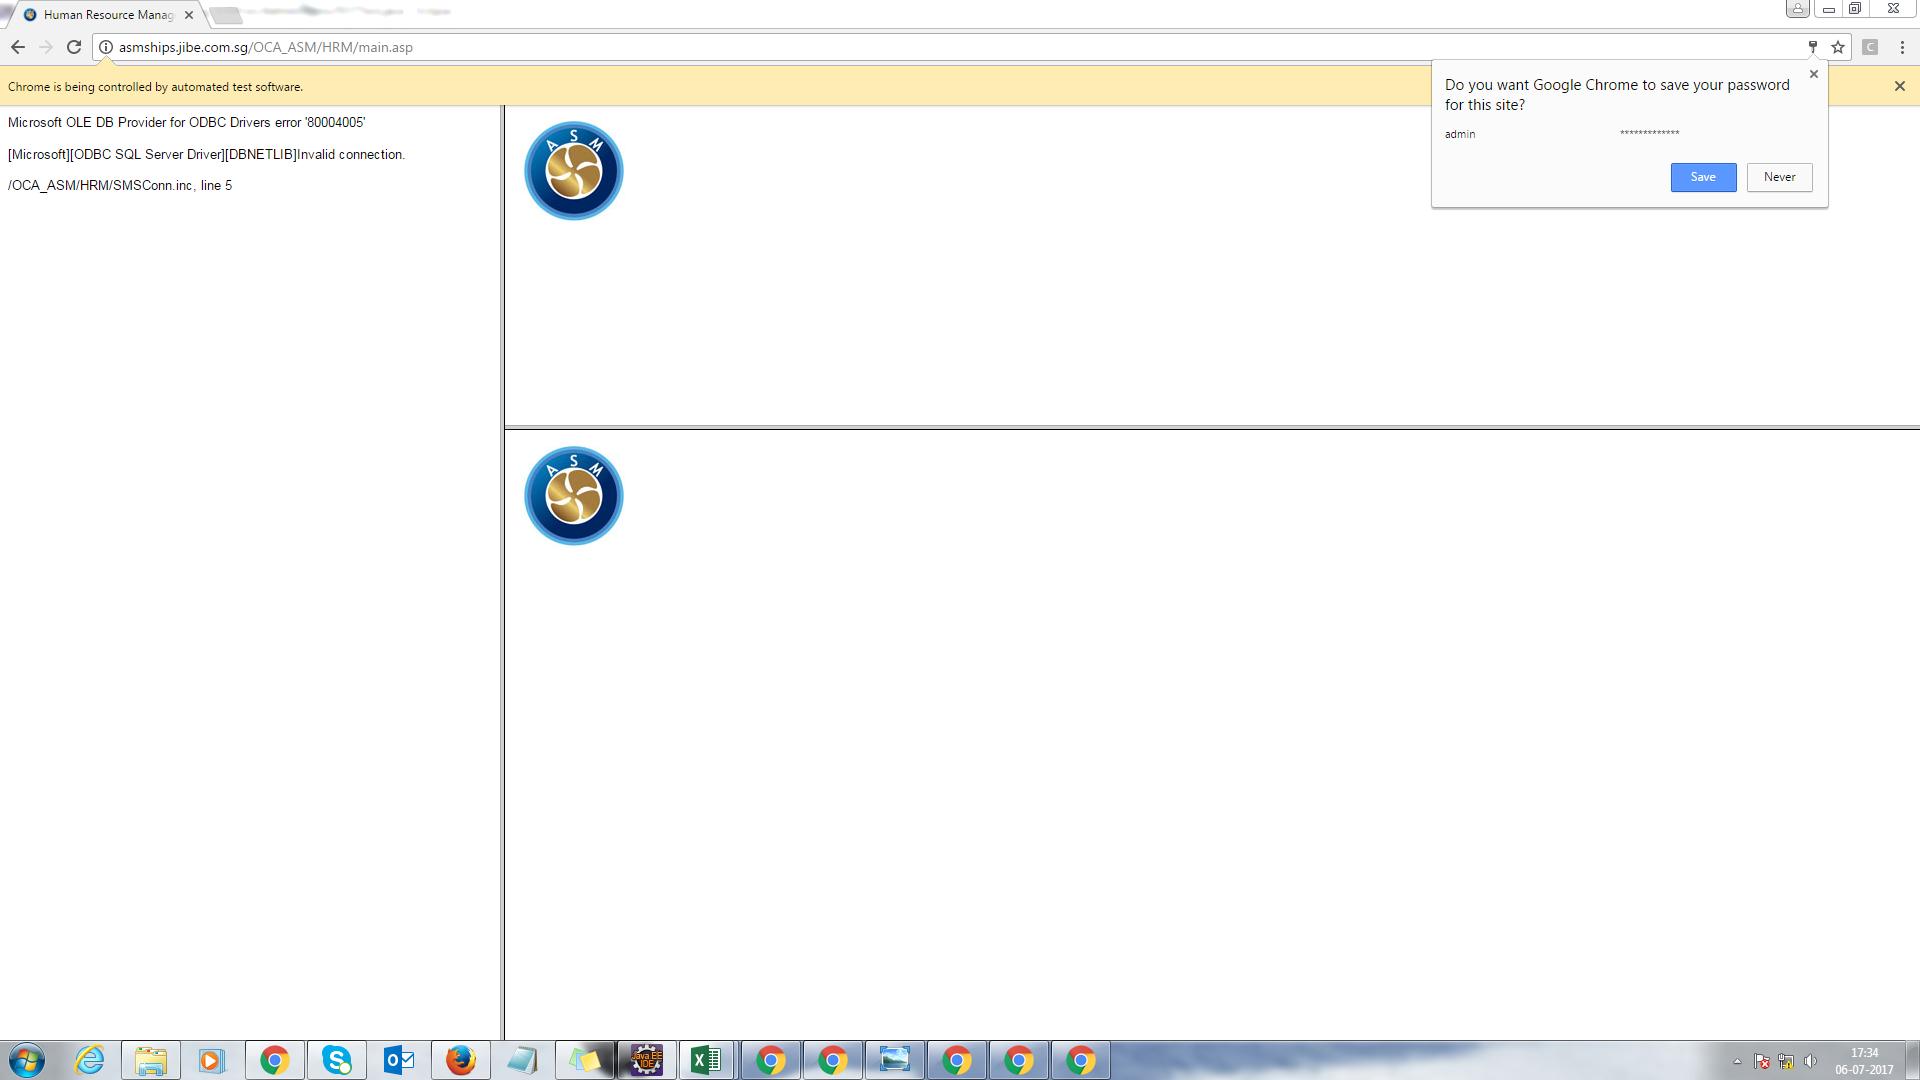 Human Resource Manag
asmships.jibe.com.sg/OCA_ASM/HRM/main.asp
C
Chrome is being controlled by automated test software.
Do you want Google Chrome to save your password
for this site?
admin *************
Save Never
Microsoft OLE DB Provider for ODBC Drivers error '80004005'
[Microsoft][ODBC SQL Server Driver][DBNETLIB]Invalid connection.
/OCA_ASM/HRM/SMSConn.inc, line 5
A S M
A S M
Java EE
IDE
17:34
06-07-2017